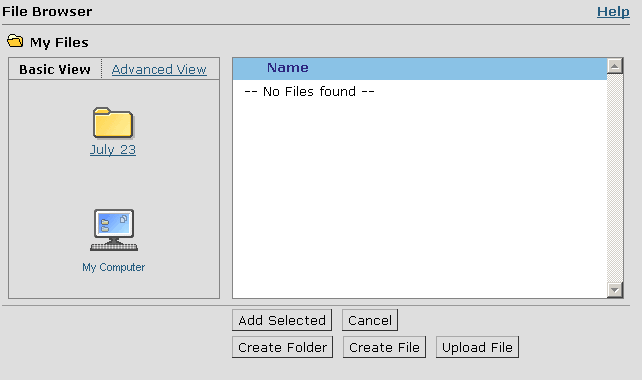 File Browser Help
My Files
Basic View Advanced View
July 23
My Computer
Name
-- No Files found --
Add Selected Cancel
Create Folder Create File Upload File